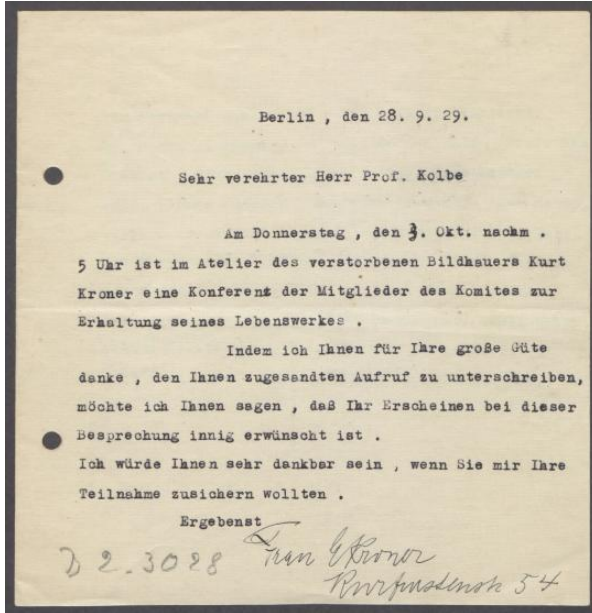 Berlin , den 28. 9. 29.
Sehr verehrter Herr Prof. Kolbe
Am Donnerstag , den 3. Okt. nachm .
5 Uhr ist im Atelier des verstorbenen Bildhauers Kurt
Kroner eine Konferenz der Mitglieder des Komites zur
Erhaltung seines Lebenswerkes .
Indem ich Ihnen für Ihre große Güte
danke , den Ihnen zugesandten Aufruf zu unterschreiben,
möchte ich Ihnen sagen , daß Ihr Erscheinen bei dieser
Besprechung innig erwünscht ist .
Ich würde Ihnen sehr dankbar sein , wenn Sie mir Ihre
Teilnahme zusichern wollten .
Ergebenst
Frau E Kroner
Kurfürstenstr 54
D 2.3028